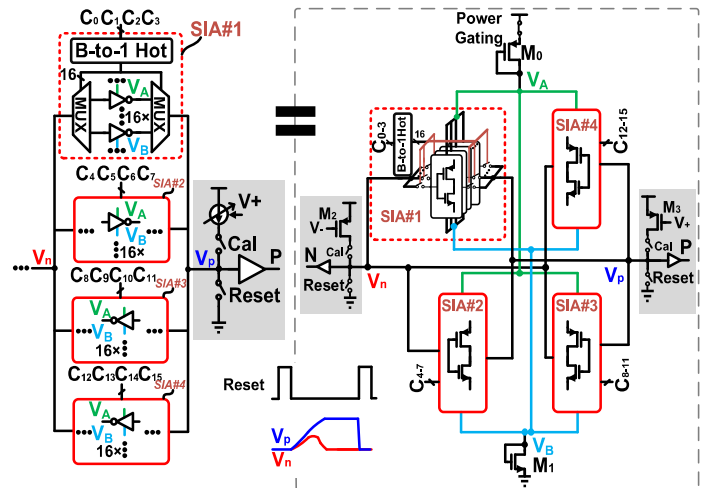 C0C1C2C3
B-to-1 Hot
SIA#1
16
MUX
VA
16×
VB
MUX
C4C5C6C7
SIA#2
VA
VB
16×
C8C9C10C11
SIA#3
VA
VB
16×
C12C13C14C15
SIA#4
VA
VB
16×
Vn
V+
Cal
Vp
P
Reset
Power
Gating
M0
VA
C0-3
B-to-1Hot
16
SIA#1
SIA#4
C12-15
M2
V-
Cal
N
Reset
Vn
M3
V+
Cal
P
Vp
Reset
SIA#2
C4-7
SIA#3
C8-11
VB
M1
Reset
Vp
Vn